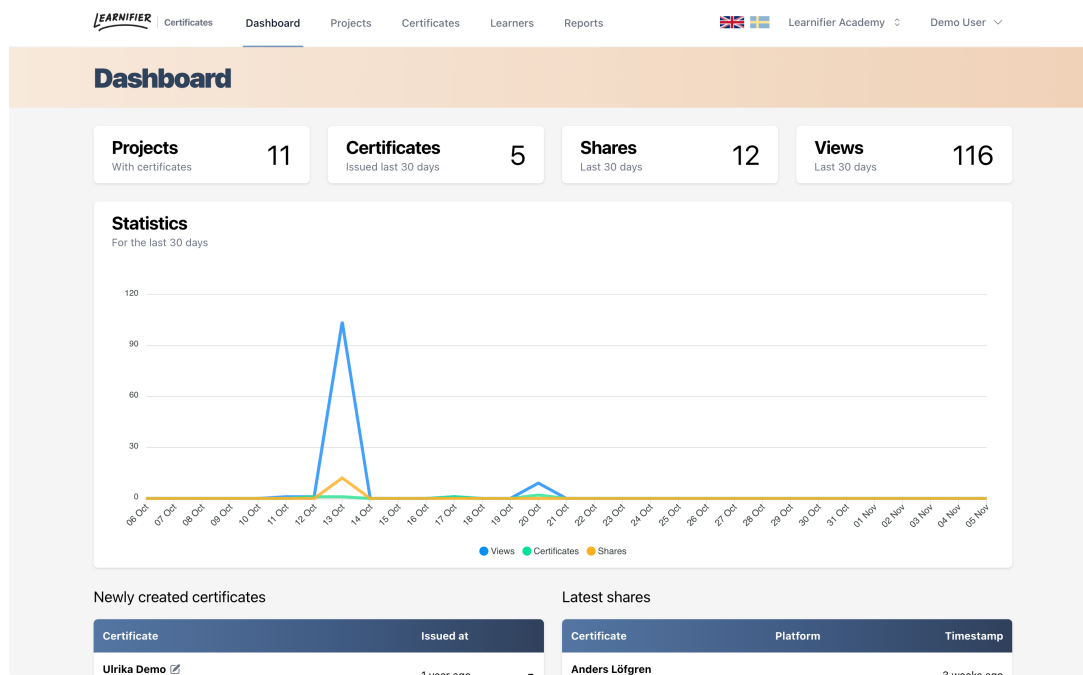 LEARNIFIER Certificates Dashboard Projects Certificates Learners Reports Learnifier Academy Demo User
Dashboard
Projects
With certificates
11
Certificates
Issued last 30 days
5
Shares
Last 30 days
12
Views
Last 30 days
116
Statistics
For the last 30 days
120
90
60
30
0
06 Oct 07 Oct 08 Oct 09 Oct 10 Oct 11 Oct 12 Oct 13 Oct 14 Oct 15 Oct 16 Oct 17 Oct 18 Oct 19 Oct 20 Oct 21 Oct 22 Oct 23 Oct 24 Oct 25 Oct 26 Oct 27 Oct 28 Oct 29 Oct 30 Oct 31 Oct 01 Nov 02 Nov 03 Nov 04 Nov 05 Nov
Views Certificates Shares
Newly created certificates
Certificate Issued at
Ulrika Demo 1 year ago
Latest shares
Certificate Platform Timestamp
Anders Löfgren 3 weeks ago